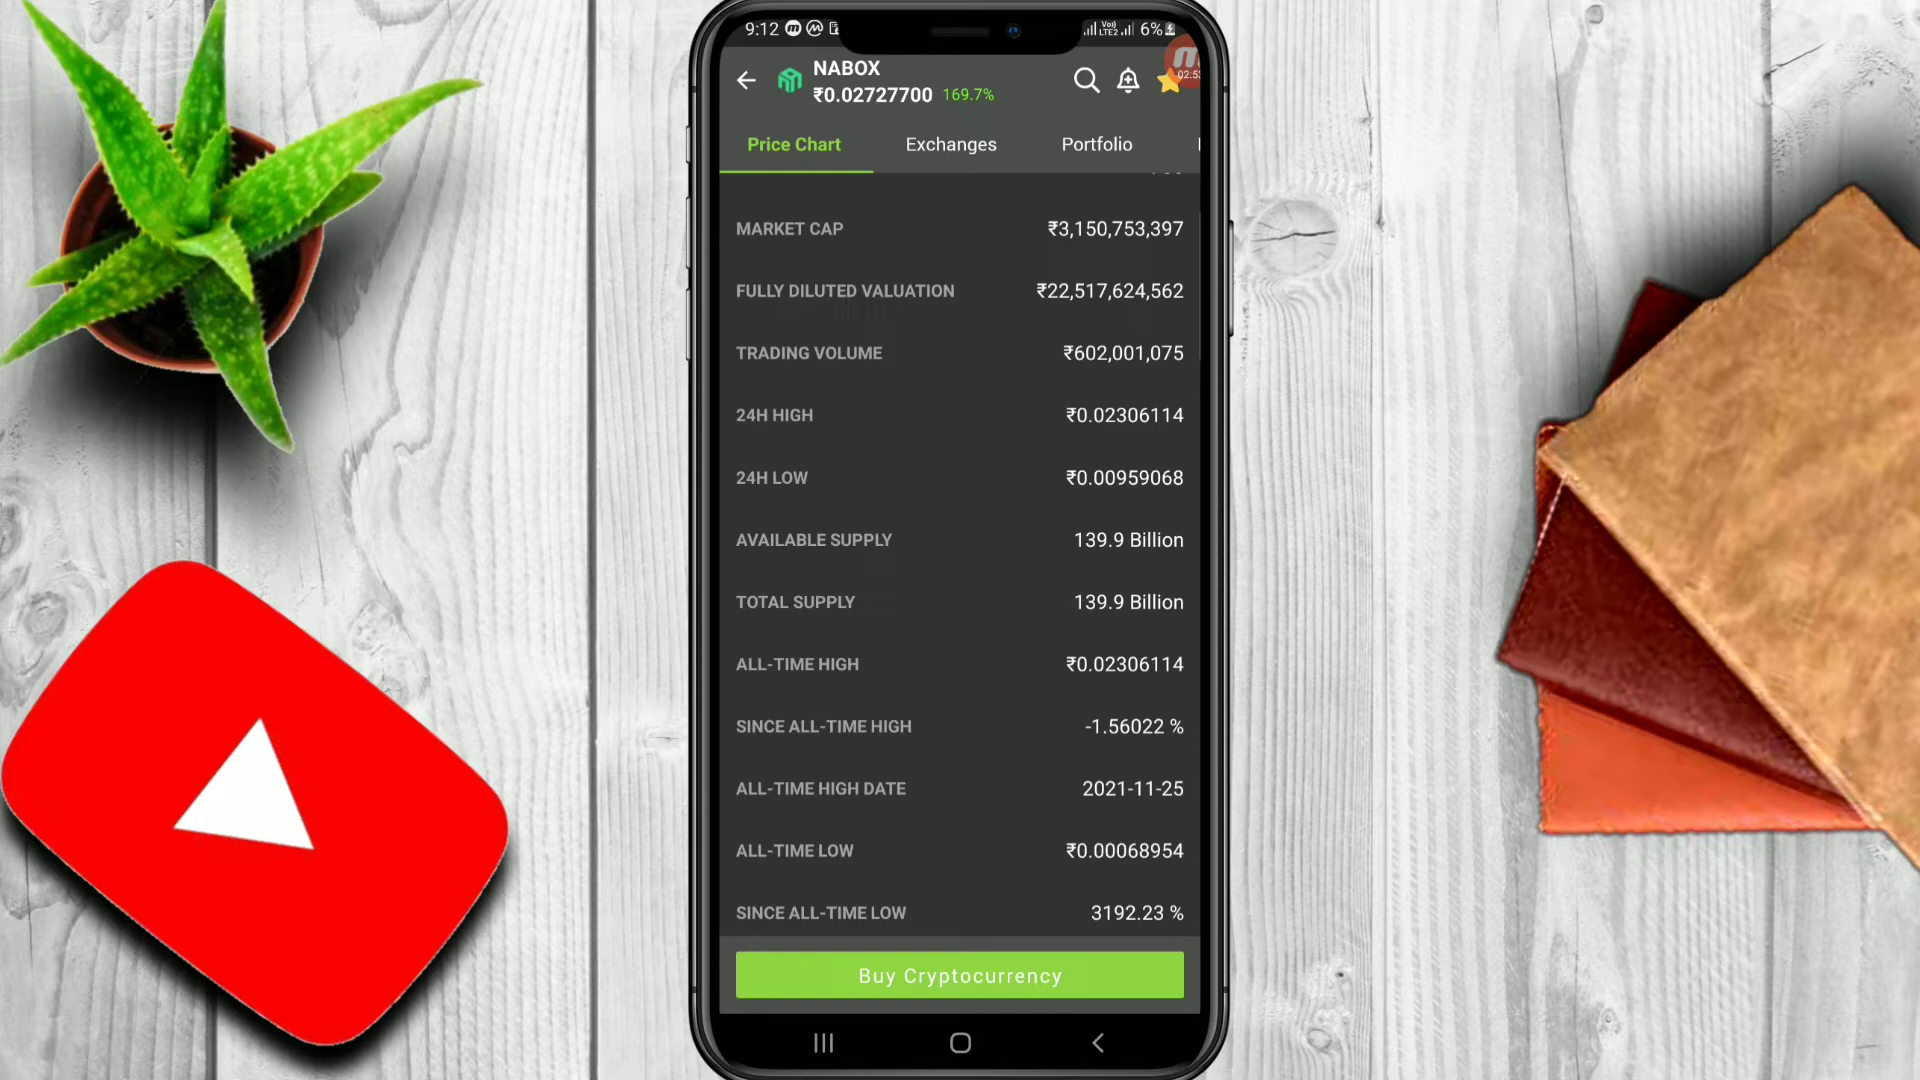 9:12
Vo)) LTE2 6%
NABOX
₹0.02727700 169.7%
02:5
Price Chart Exchanges Portfolio
MARKET CAP ₹3,150,753,397
FULLY DILUTED VALUATION ₹22,517,624,562
TRADING VOLUME ₹602,001,075
24H HIGH ₹0.02306114
24H LOW ₹0.00959068
AVAILABLE SUPPLY 139.9 Billion
TOTAL SUPPLY 139.9 Billion
ALL-TIME HIGH ₹0.02306114
SINCE ALL-TIME HIGH -1.56022 %
ALL-TIME HIGH DATE 2021-11-25
ALL-TIME LOW ₹0.00068954
SINCE ALL-TIME LOW 3192.23 %
Buy Cryptocurrency